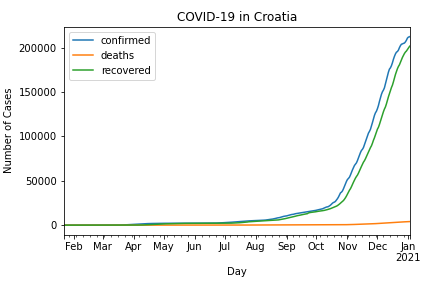 COVID-19 in Croatia
confirmed
deaths
recovered
Number of Cases
200000
150000
100000
50000
0
Feb Mar Apr May Jun Jul Aug Sep Oct Nov Dec Jan
2021
Day